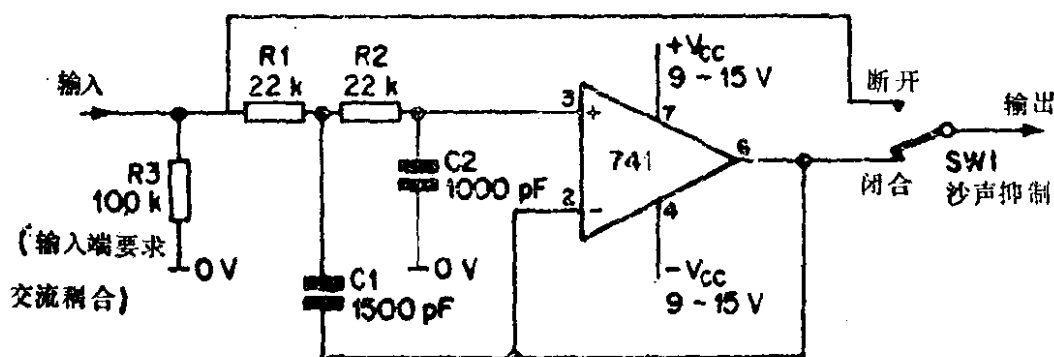 输入
R1
22 k
R2
22 k
R3
100 k
(输入端要求
交流耦合)
0 V
C1
1500 pF
C2
1000 pF
0 V
3
+
2
-
741
7
4
6
+VCC
9 ~ 15 V
-VCC
9 ~ 15 V
断开
闭合
输出
SW1
沙声抑制